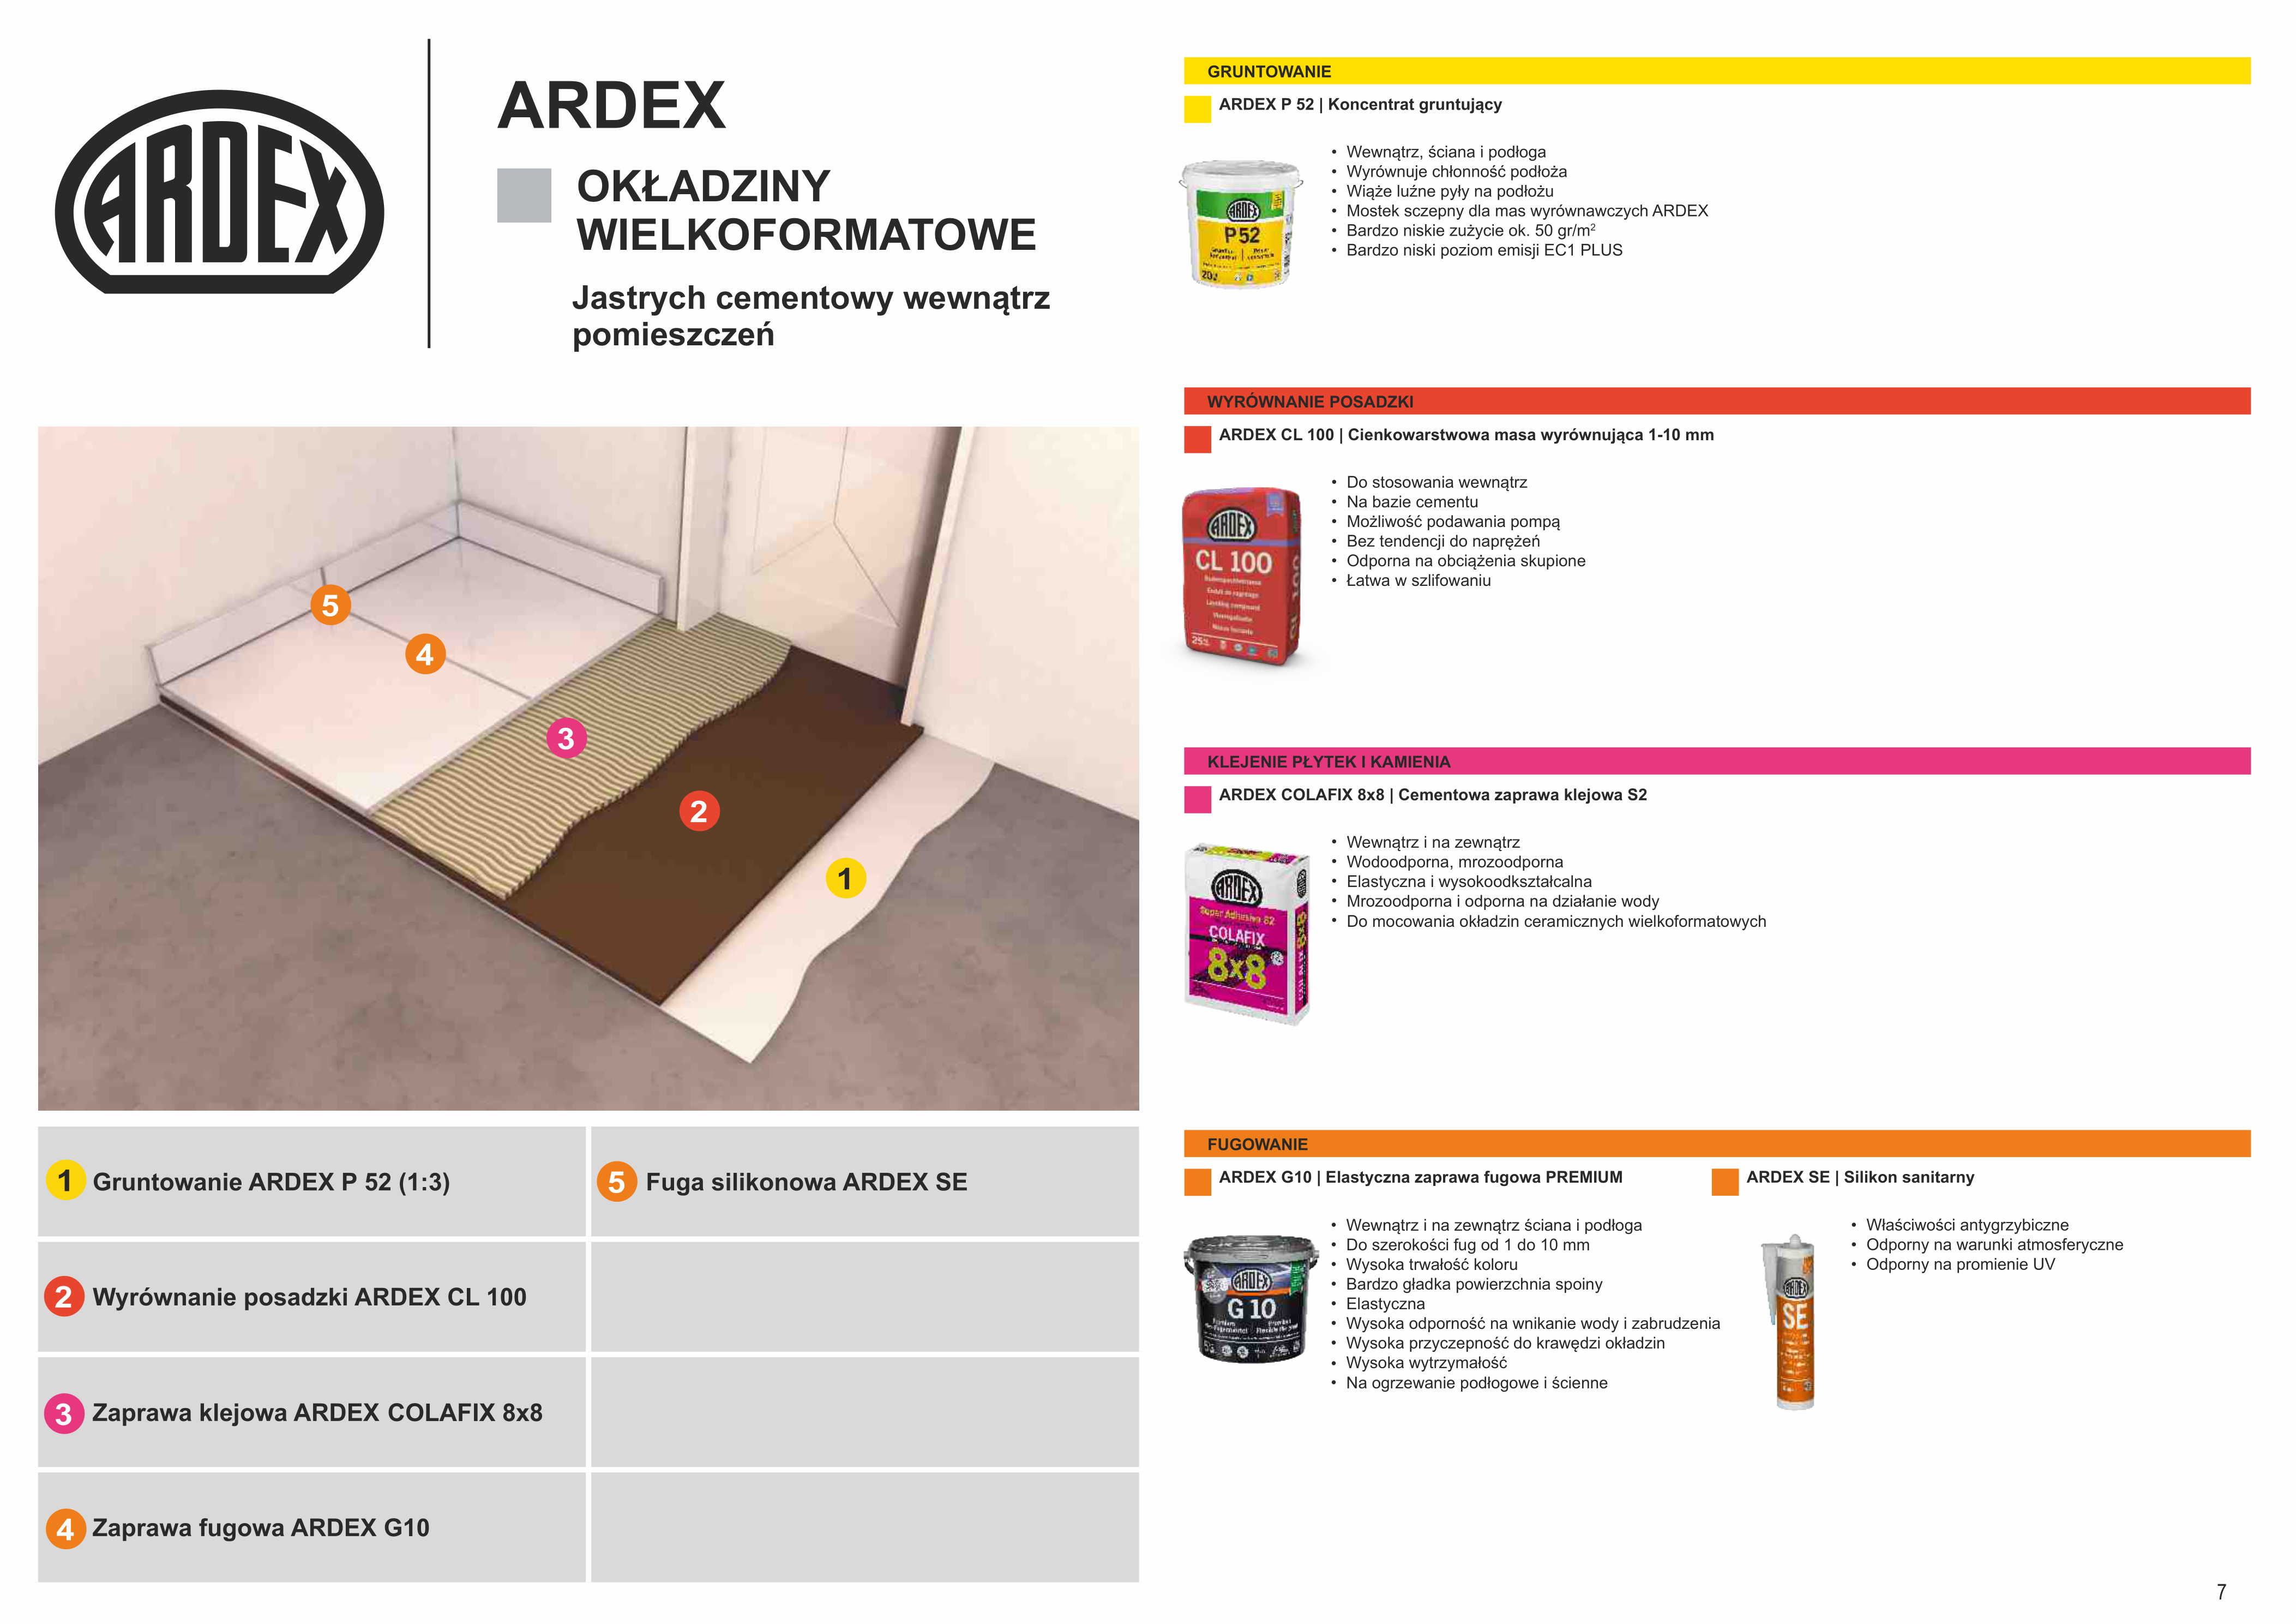 ARDEX
ARDEX
OKŁADZINY
WIELKOFORMATOWE
Jastrych cementowy wewnątrz
pomieszczeń
5
4
3
2
1
1 Gruntowanie ARDEX P 52 (1:3)
2 Wyrównanie posadzki ARDEX CL 100
3 Zaprawa klejowa ARDEX COLAFIX 8x8
4 Zaprawa fugowa ARDEX G10
5 Fuga silikonowa ARDEX SE
GRUNTOWANIE
ARDEX P 52 | Koncentrat gruntujący
ARDEX
P52
20
• Wewnątrz, ściana i podłoga
• Wyrównuje chłonność podłoża
• Wiąże luźne pyły na podłożu
• Mostek sczepny dla mas wyrównawczych ARDEX
• Bardzo niskie zużycie ok. 50 gr/m²
• Bardzo niski poziom emisji EC1 PLUS
WYRÓWNANIE POSADZKI
ARDEX CL 100 | Cienkowarstwowa masa wyrównująca 1-10 mm
ARDEX
CL 100
CL 100
25
• Do stosowania wewnątrz
• Na bazie cementu
• Możliwość podawania pompą
• Bez tendencji do naprężeń
• Odporna na obciążenia skupione
• Łatwa w szlifowaniu
KLEJENIE PŁYTEK I KAMIENIA
ARDEX COLAFIX 8x8 | Cementowa zaprawa klejowa S2
ARDEX
Super Adhesive S2
COLAFIX
8x8
• Wewnątrz i na zewnątrz
• Wodoodporna, mrozoodporna
• Elastyczna i wysokoodkształcalna
• Mrozoodporna i odporna na działanie wody
• Do mocowania okładzin ceramicznych wielkoformatowych
FUGOWANIE
ARDEX G10 | Elastyczna zaprawa fugowa PREMIUM
ARDEX
G 10
• Wewnątrz i na zewnątrz ściana i podłoga
• Do szerokości fug od 1 do 10 mm
• Wysoka trwałość koloru
• Bardzo gładka powierzchnia spoiny
• Elastyczna
• Wysoka odporność na wnikanie wody i zabrudzenia
• Wysoka przyczepność do krawędzi okładzin
• Wysoka wytrzymałość
• Na ogrzewanie podłogowe i ścienne
ARDEX SE | Silikon sanitarny
ARDEX
SE
• Właściwości antygrzybiczne
• Odporny na warunki atmosferyczne
• Odporny na promienie UV
7